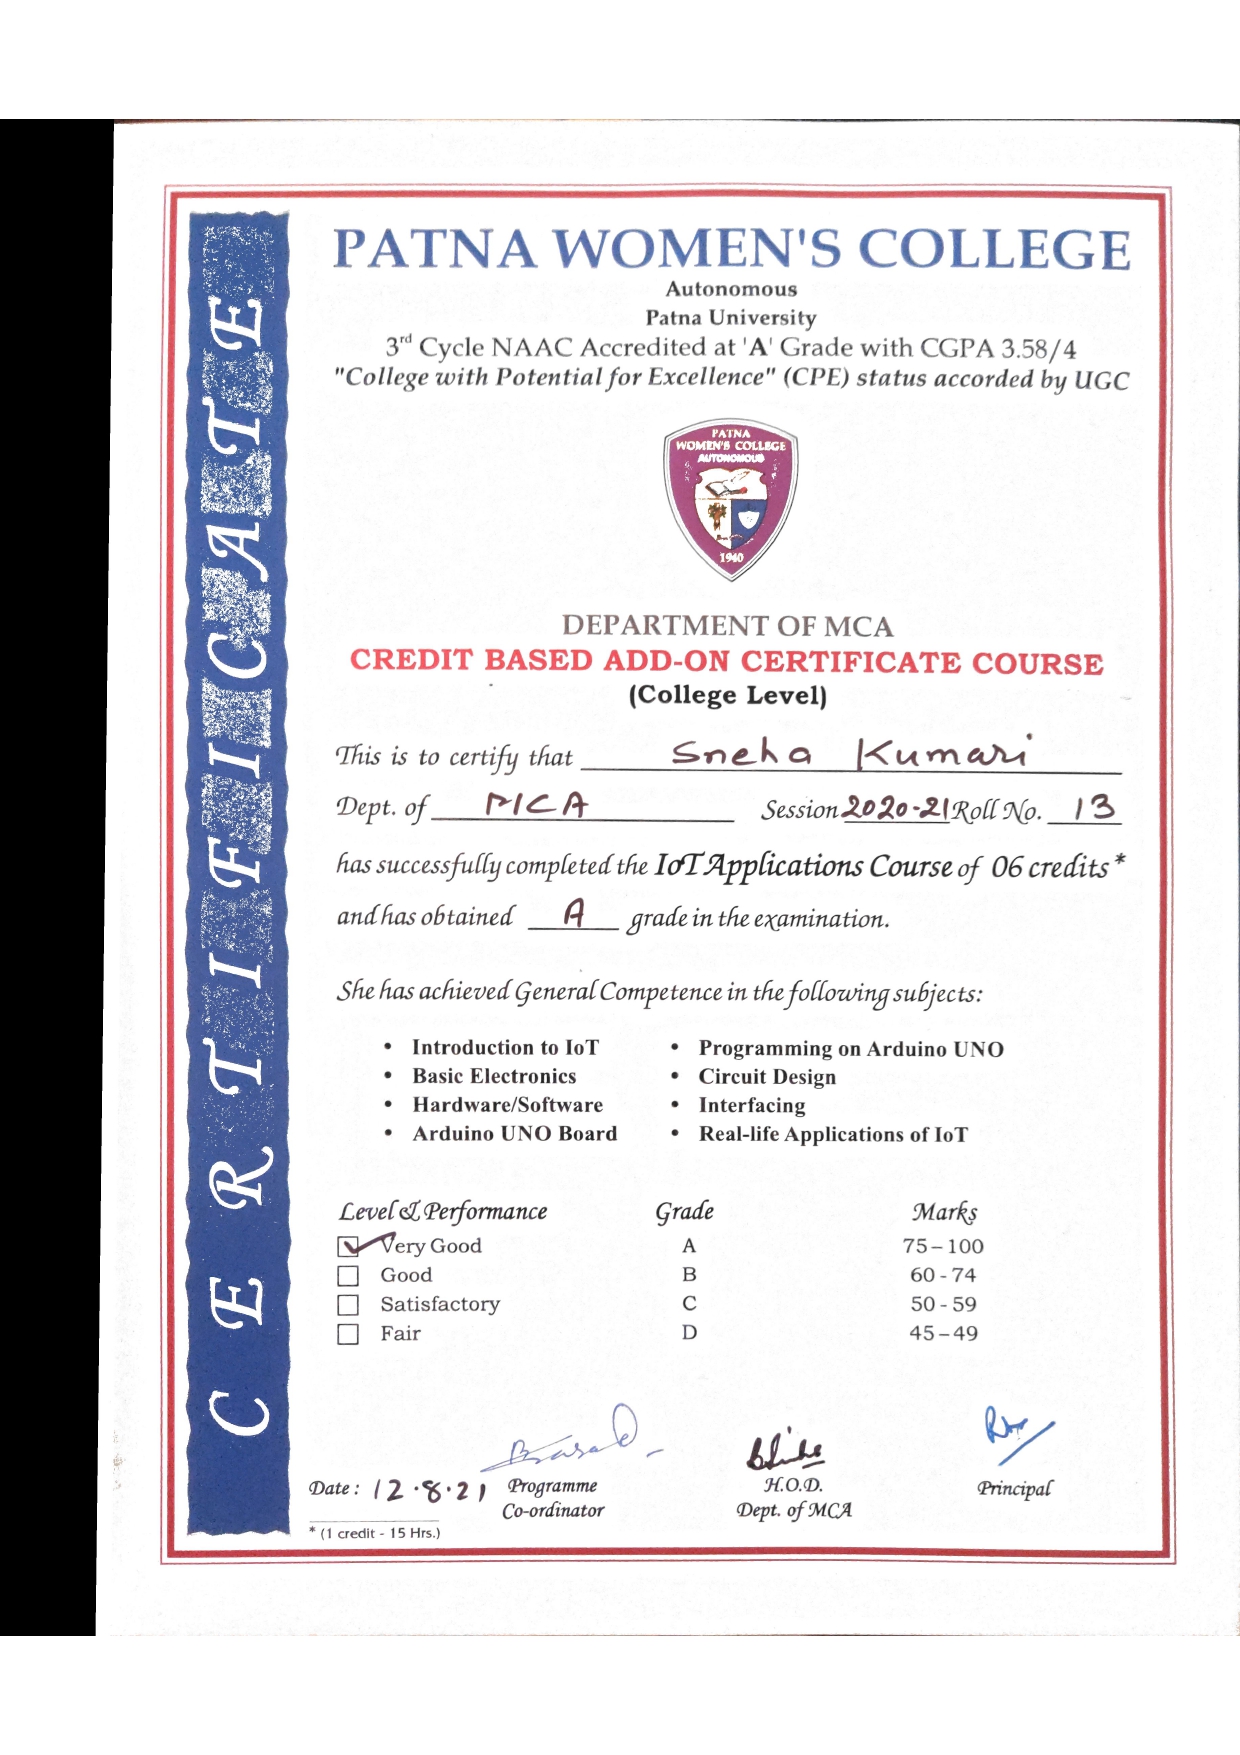 CERTIFICATE
PATNA WOMEN'S COLLEGE
Autonomous
Patna University
3rd Cycle NAAC Accredited at 'A' Grade with CGPA 3.58/4
"College with Potential for Excellence" (CPE) status accorded by UGC
PATNA
WOMEN'S COLLEGE
AUTONOMOUS
1940
DEPARTMENT OF MCA
CREDIT BASED ADD-ON CERTIFICATE COURSE
(College Level)
This is to certify that Sneha Kumari
Dept. of MCA Session 2020-21 Roll No. 13
has successfully completed the IoT Applications Course of 06 credits*
and has obtained A grade in the examination.
She has achieved General Competence in the following subjects:
• Introduction to IoT • Programming on Arduino UNO
• Basic Electronics • Circuit Design
• Hardware/Software • Interfacing
• Arduino UNO Board • Real-life Applications of IoT
Level & Performance Grade Marks
Very Good A 75-100
Good B 60-74
Satisfactory C 50-59
Fair D 45-49
Date: 12.8.21 Programme H.O.D. Principal
Co-ordinator Dept. of MCA
* (1 credit - 15 Hrs.)